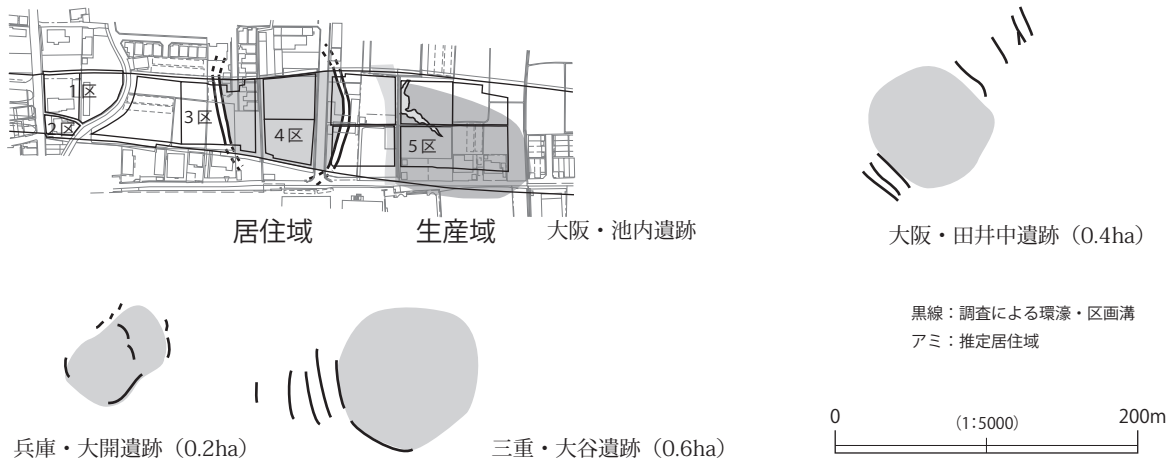 1区
2区
3区
4区
5区
居住域
生産域
大阪・池内遺跡
大阪・田井中遺跡（0.4ha）
兵庫・大開遺跡（0.2ha）
三重・大谷遺跡（0.6ha）
黒線：調査による環濠・区画溝
アミ：推定居住域
0
(1:5000)
200m